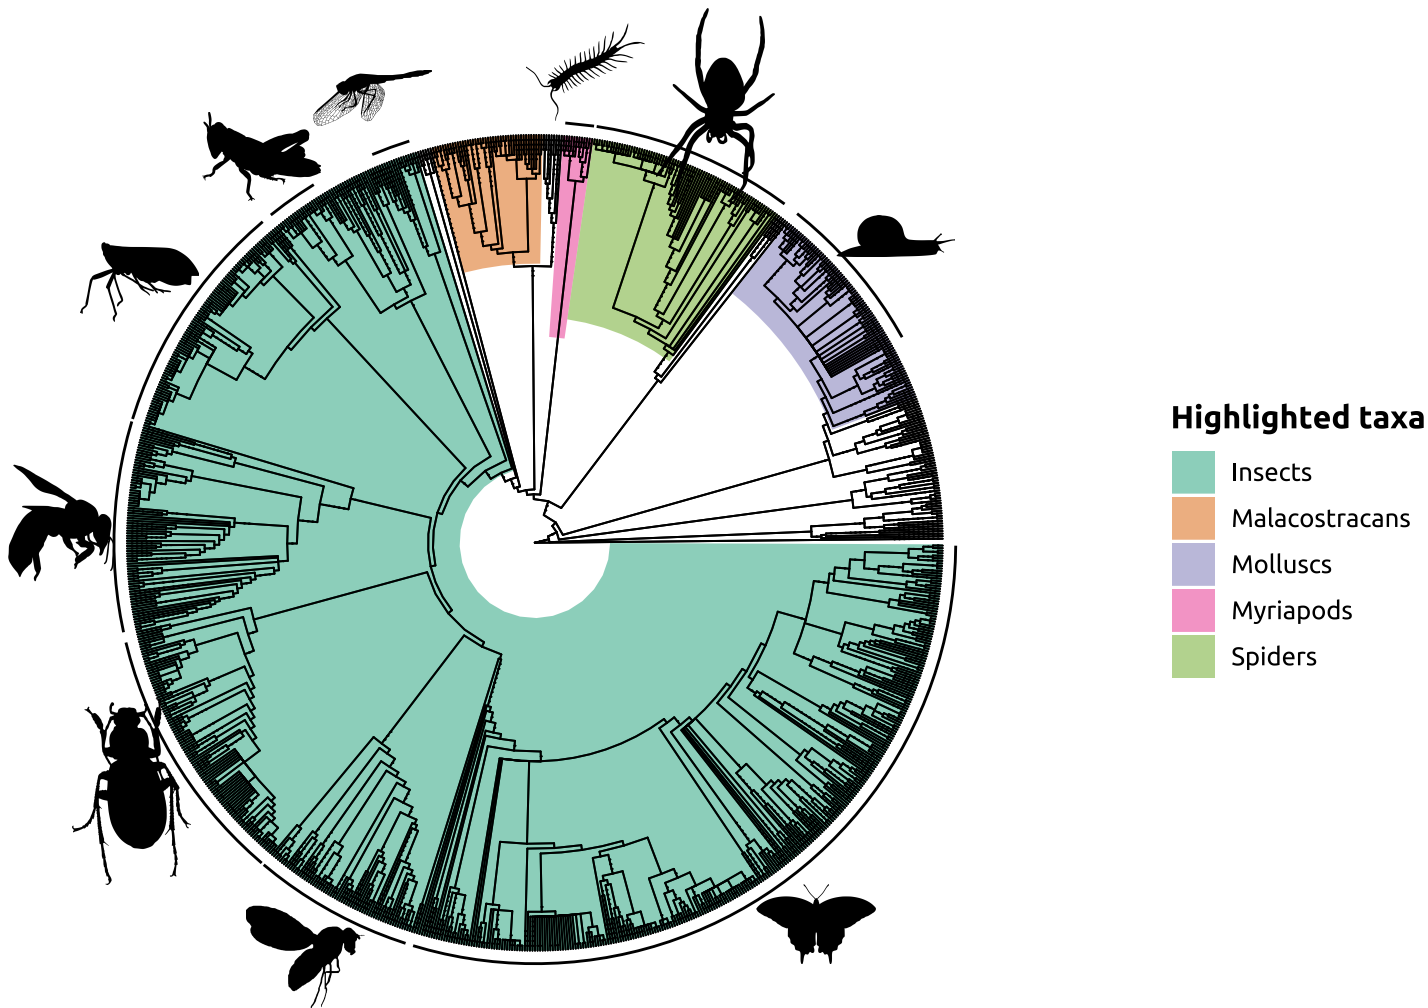 Highlighted taxa
Insects
Malacostracans
Molluscs
Myriapods
Spiders